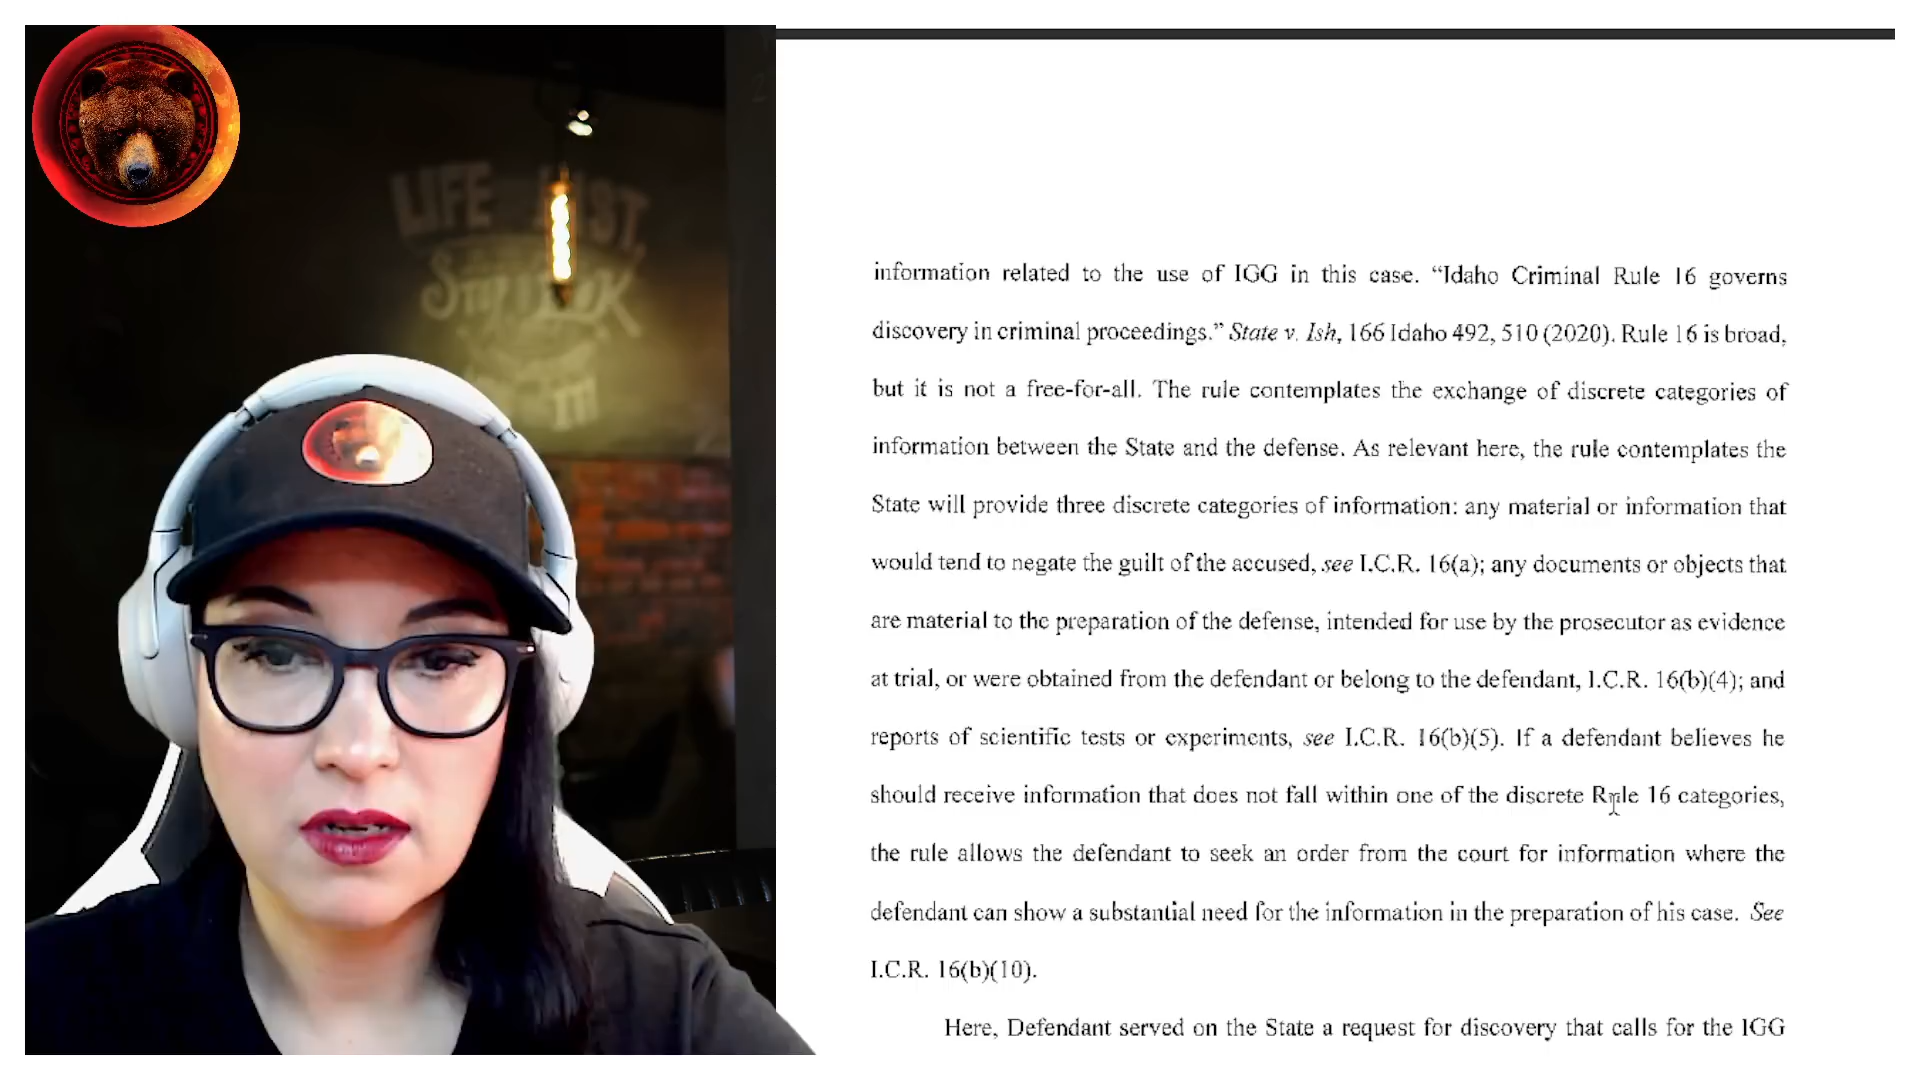 LIFE
information related to the use of IGG in this case. “Idaho Criminal Rule 16 governs
discovery in criminal proceedings.” State v. Ish, 166 Idaho 492, 510 (2020). Rule 16 is broad,
but it is not a free-for-all. The rule contemplates the exchange of discrete categories of
information between the State and the defense. As relevant here, the rule contemplates the
State will provide three discrete categories of information: any material or information that
would tend to negate the guilt of the accused, see I.C.R. 16(a); any documents or objects that
are material to the preparation of the defense, intended for use by the prosecutor as evidence
at trial, or were obtained from the defendant or belong to the defendant, I.C.R. 16(b)(4); and
reports of scientific tests or experiments, see I.C.R. 16(b)(5). If a defendant believes he
should receive information that does not fall within one of the discrete Rule 16 categories,
the rule allows the defendant to seek an order from the court for information where the
defendant can show a substantial need for the information in the preparation of his case. See
I.C.R. 16(b)(10).
Here, Defendant served on the State a request for discovery that calls for the IGG